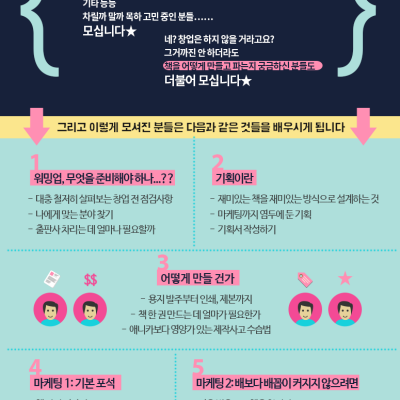 기타 등등
차릴까 말까 목하 고민 중인 분들......
모십니다★
네? 창업은 하지 않을 거라고요?
그거까진 안 하더라도
책을 어떻게 만들고 파는지 궁금하신 분들도
더불어 모십니다★
그리고 이렇게 모셔진 분들은 다음과 같은 것들을 배우시게 됩니다
1
워밍업, 무엇을 준비해야 하나...??
- 대충 철저히 살펴보는 창업 전 점검사항
- 나에게 맞는 분야 찾기
- 출판사 차리는 데 얼마나 필요할까
2
기획이란
- 재미있는 책을 재미있는 방식으로 설계하는 것
- 마케팅까지 염두에 둔 기획
- 기획서 작성하기
3
어떻게 만들 건가
$$
- 용지 발주부터 인쇄, 제본까지
- 책 한 권 만드는 데 얼마가 필요한가
- 애니카보다 영양가 있는 제작사고 수습법
4
마케팅 1: 기본 포석
5
마케팅 2: 배보다 배꼽이 커지지 않으려면